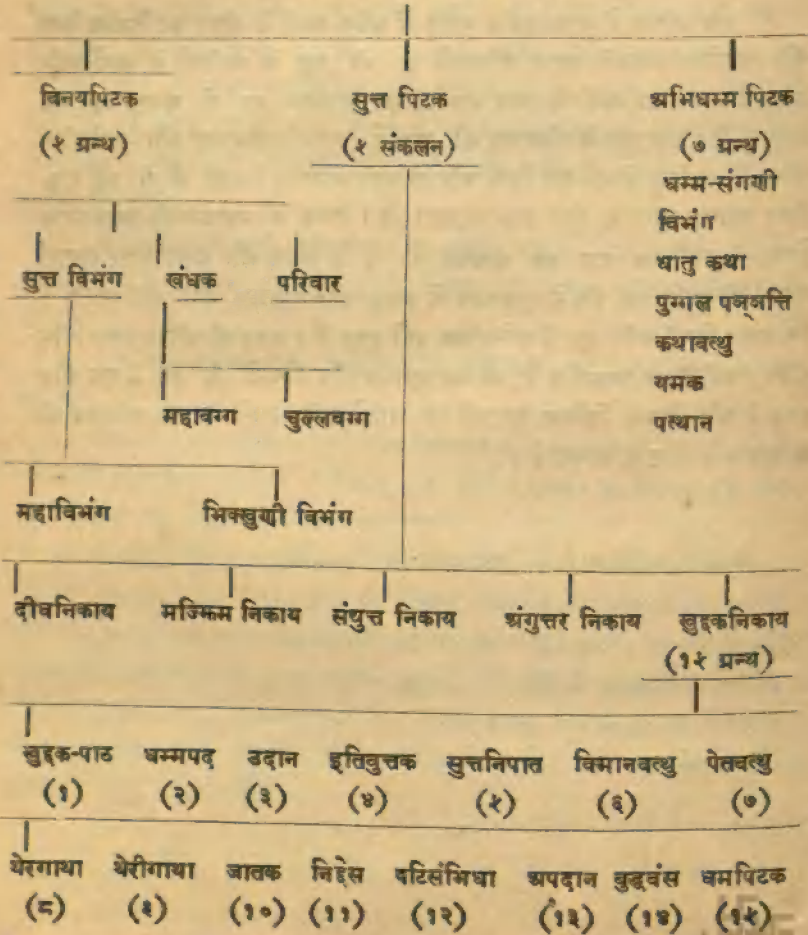 विनयपिटक सुत्त पिटक अभिधम्म पिटक
(५ ग्रन्थ) (५ संकलन) (७ ग्रन्थ)
धम्म-संगणी
विभंग
सुत्त विभंग खंधक परिवार धातु कथा
पुग्गल पञ्ञत्ति
कथावत्थु
महावग्ग चुल्लवग्ग यमक
पत्थान
महाविभंग भिक्खुणी विभंग
दीघनिकाय मज्झिम निकाय संयुत्त निकाय अंगुत्तर निकाय खुद्दकनिकाय
(१५ ग्रन्थ)
खुद्दक-पाठ धम्मपद उदान इतिवुत्तक सुत्तनिपात विमानवत्थु पेतवत्थु
(१) (२) (३) (४) (५) (६) (७)
थेरगाथा थेरीगाथा जातक निद्देस पटिसंभिधा अपदान बुद्धवंस धमपिटक
(८) (९) (१०) (११) (१२) (१३) (१४) (१५)